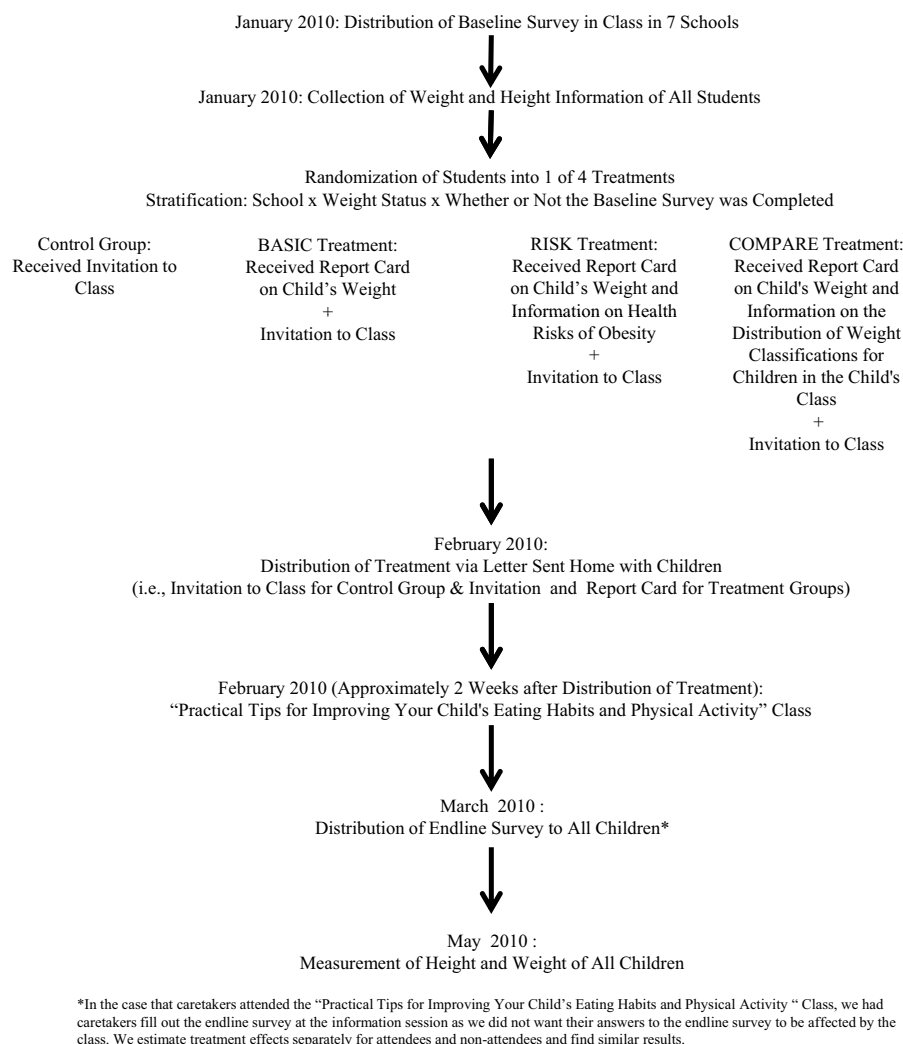 January 2010: Distribution of Baseline Survey in Class in 7 Schools
January 2010: Collection of Weight and Height Information of All Students
Randomization of Students into 1 of 4 Treatments
Stratification: School x Weight Status x Whether or Not the Baseline Survey was Completed
Control Group:
Received Invitation to
Class
BASIC Treatment:
Received Report Card
on Child’s Weight
+
Invitation to Class
RISK Treatment:
Received Report Card
on Child’s Weight and
Information on Health
Risks of Obesity
+
Invitation to Class
COMPARE Treatment:
Received Report Card
on Child's Weight and
Information on the
Distribution of Weight
Classifications for
Children in the Child's
Class
+
Invitation to Class
February 2010:
Distribution of Treatment via Letter Sent Home with Children
(i.e., Invitation to Class for Control Group & Invitation and Report Card for Treatment Groups)
February 2010 (Approximately 2 Weeks after Distribution of Treatment):
“Practical Tips for Improving Your Child's Eating Habits and Physical Activity” Class
March 2010 :
Distribution of Endline Survey to All Children*
May 2010 :
Measurement of Height and Weight of All Children
*In the case that caretakers attended the “Practical Tips for Improving Your Child’s Eating Habits and Physical Activity “ Class, we had
caretakers fill out the endline survey at the information session as we did not want their answers to the endline survey to be affected by the
class. We estimate treatment effects separately for attendees and non-attendees and find similar results.